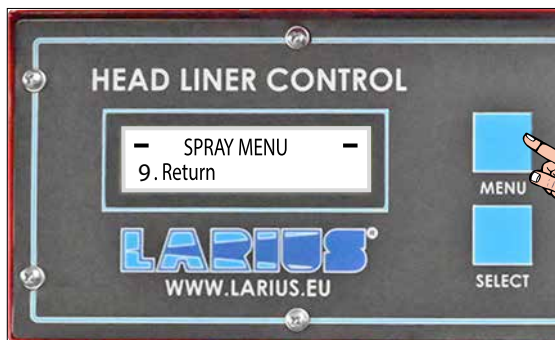 HEAD LINER CONTROL
- SPRAY MENU -
9. Return
MENU
LARIUS®
WWW.LARIUS.EU
SELECT